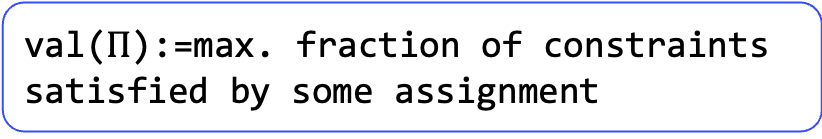 val(Π):=max. fraction of constraints
satisfied by some assignment